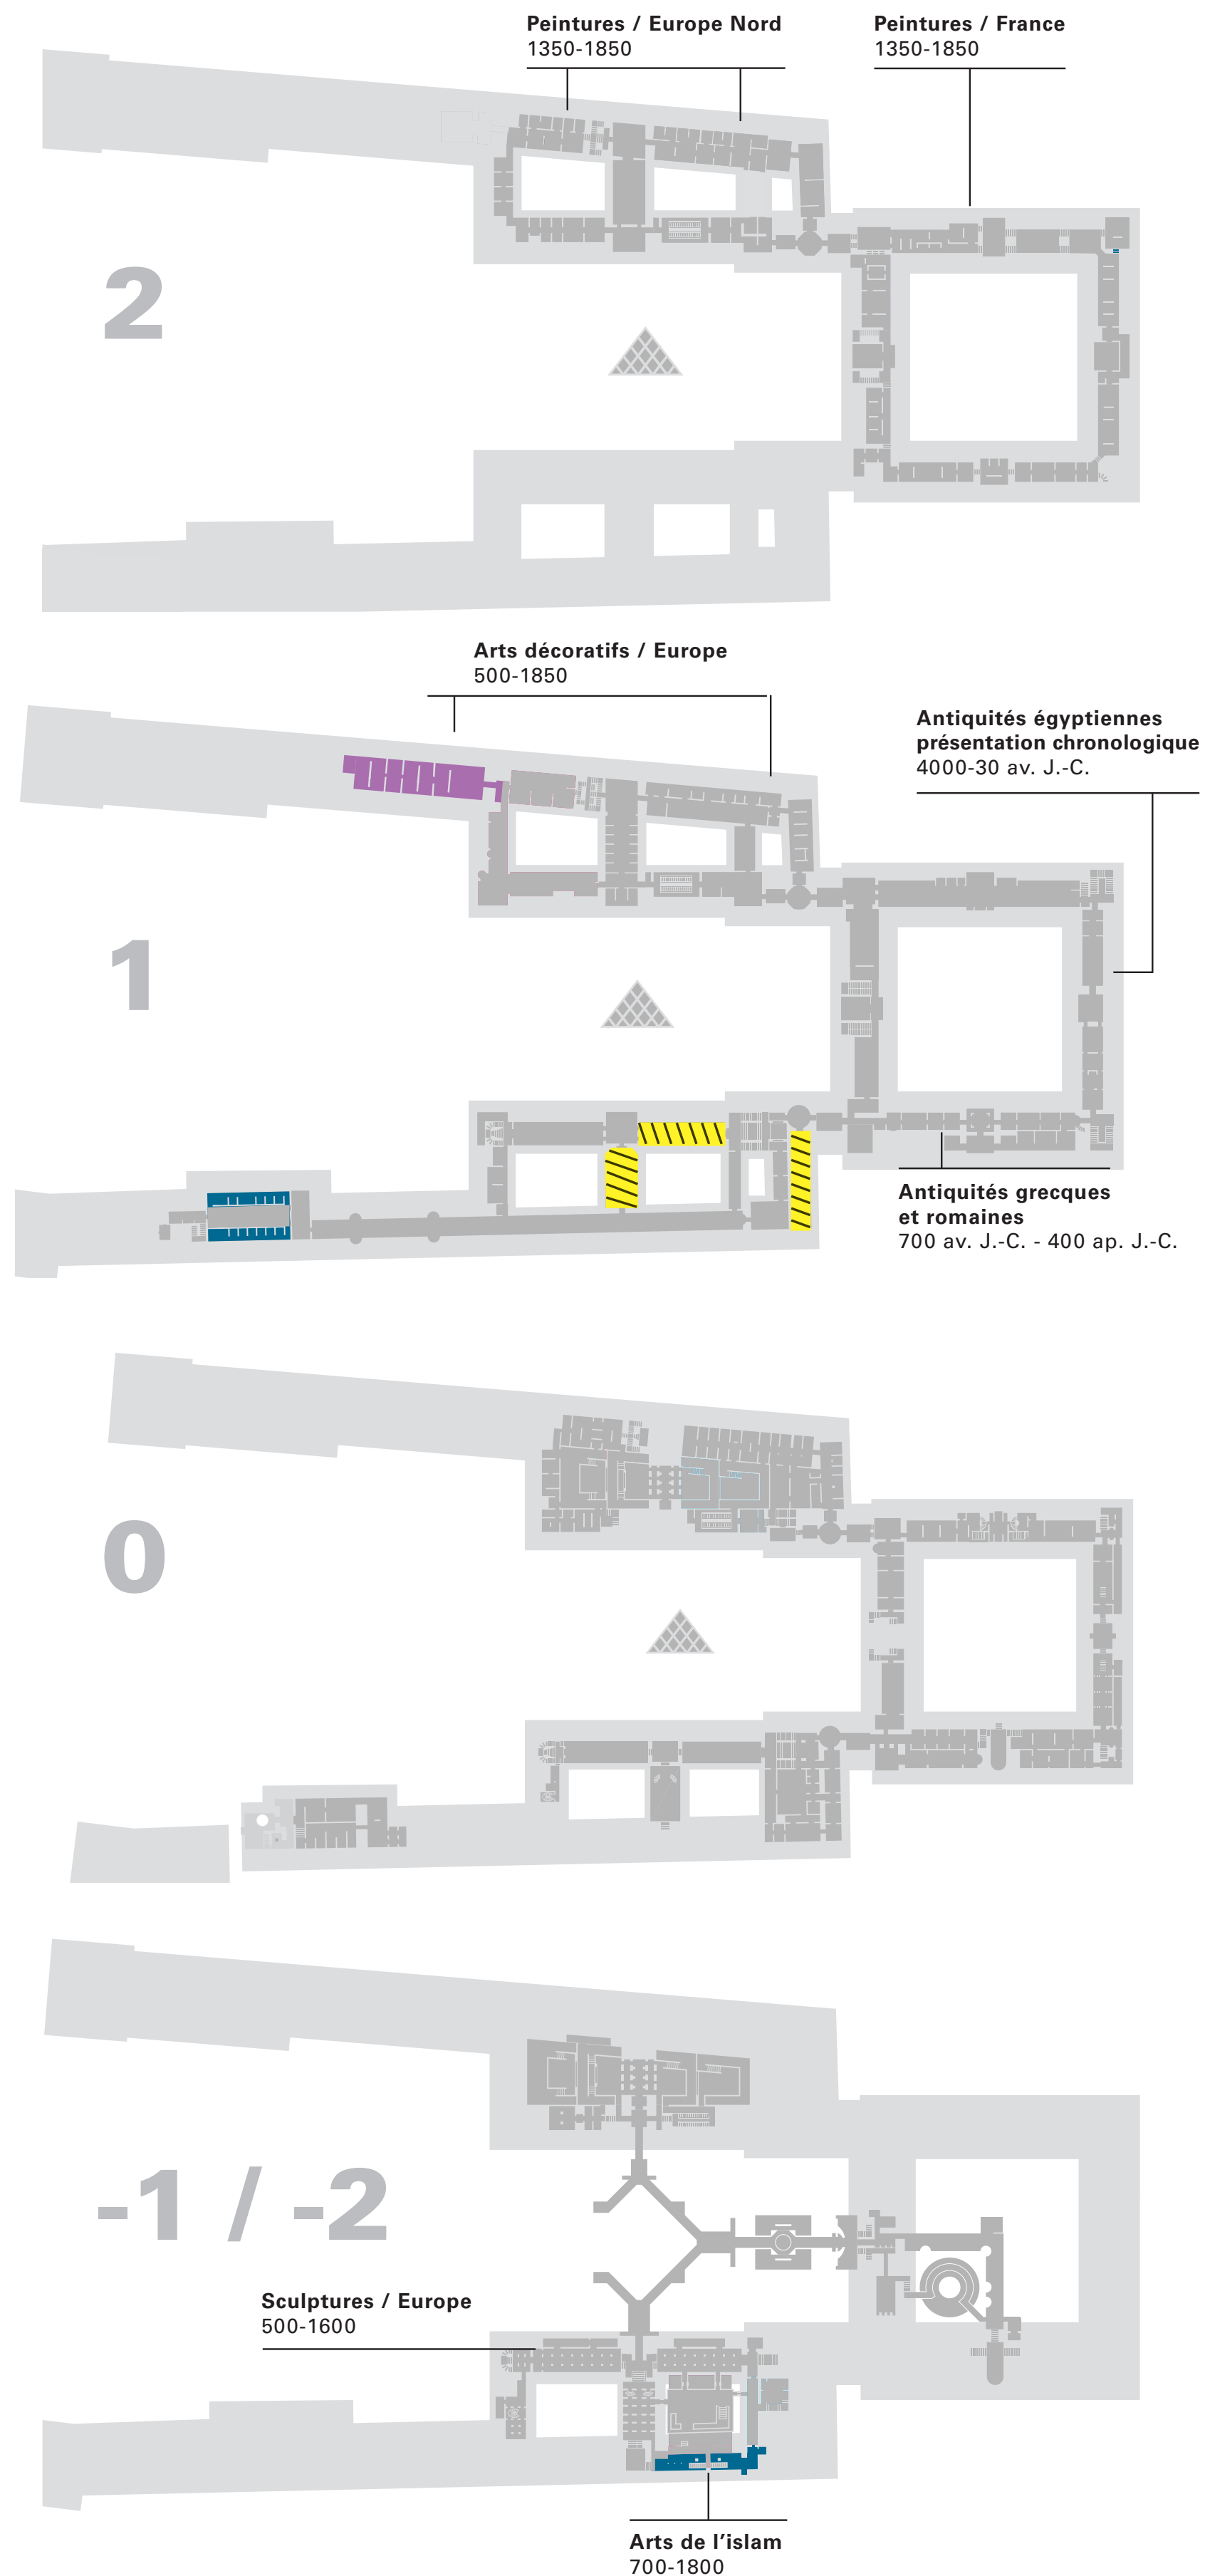 Peintures / Europe Nord
1350-1850
Peintures / France
1350-1850
2
Arts décoratifs / Europe
500-1850
Antiquités égyptiennes
présentation chronologique
4000-30 av. J.-C.
1
Antiquités grecques
et romaines
700 av. J.-C. - 400 ap. J.-C.
0
-1 / -2
Sculptures / Europe
500-1600
Arts de l’islam
700-1800